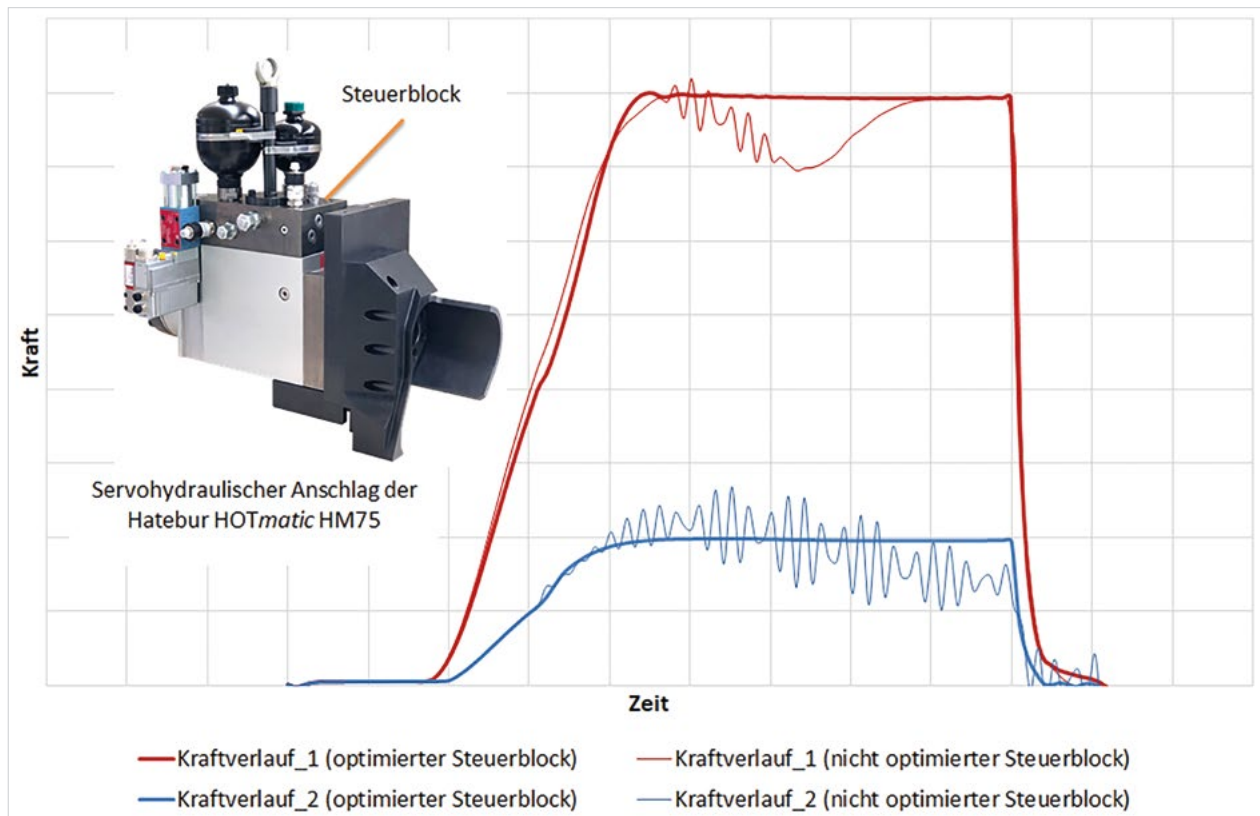 Steuerblock
Servohydraulischer Anschlag der
Hatebur HOTmatic HM75
Kraft
Zeit
Kraftverlauf_1 (optimierter Steuerblock)
Kraftverlauf_1 (nicht optimierter Steuerblock)
Kraftverlauf_2 (optimierter Steuerblock)
Kraftverlauf_2 (nicht optimierter Steuerblock)